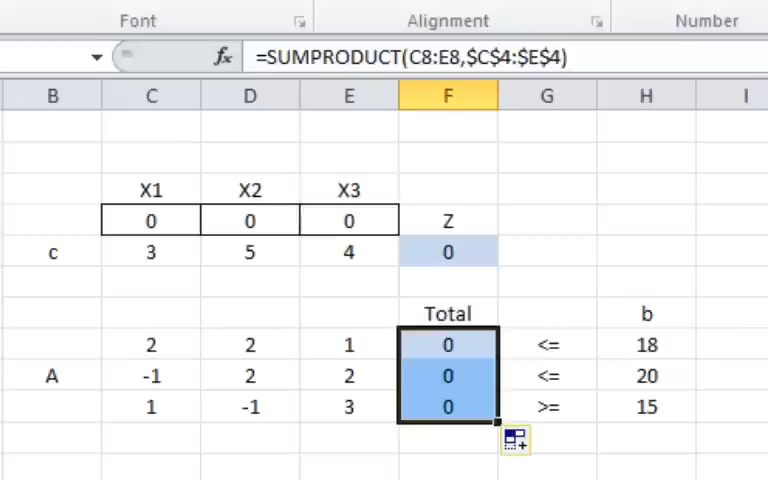 Font Alignment Number
fx =SUMPRODUCT(C8:E8,$C$4:$E$4)
B C D E F G H I
X1 X2 X3
0 0 0 Z
c 3 5 4 0
Total b
2 2 1 0 <= 18
A -1 2 2 0 <= 20
1 -1 3 0 >= 15